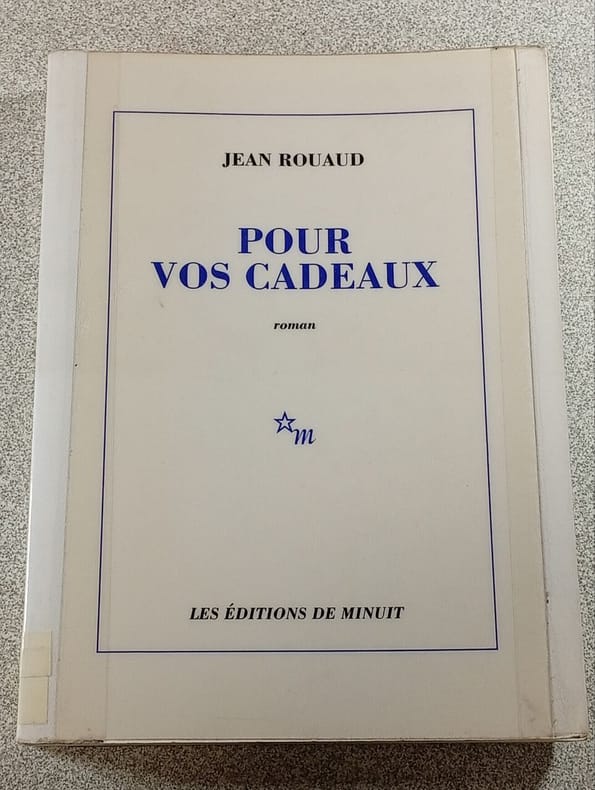 JEAN ROUAUD
POUR
VOS CADEAUX
roman
m
LES ÉDITIONS DE MINUIT